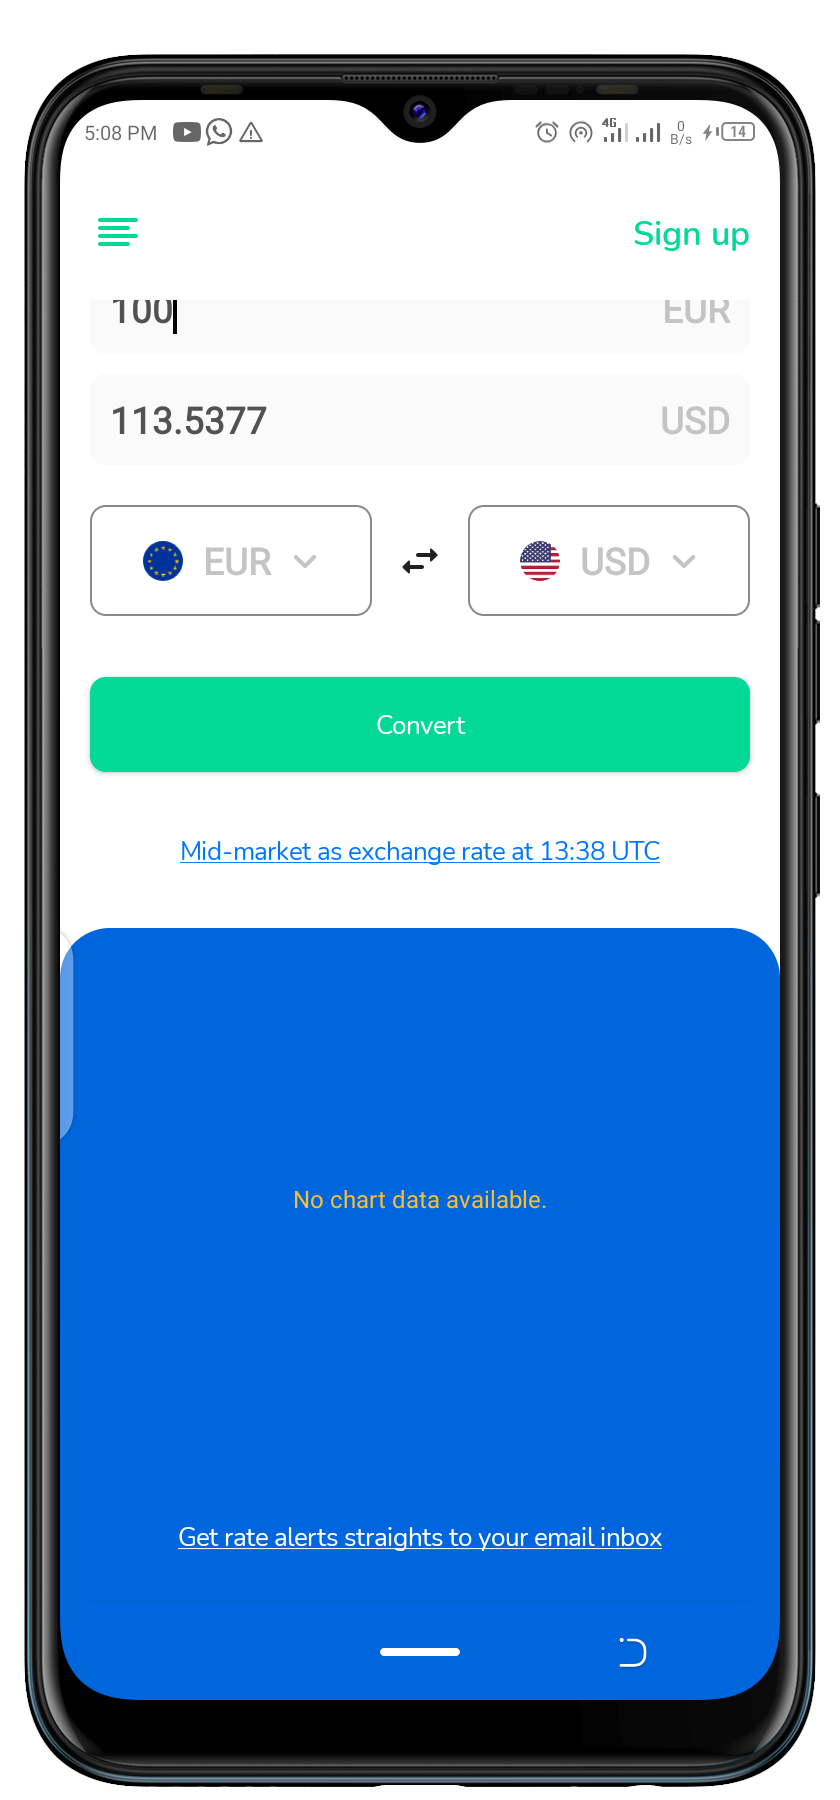 5:08 PM
4G
0
B/s
14
Sign up
100
EUR
113.5377
USD
EUR
USD
Convert
Mid-market as exchange rate at 13:38 UTC
No chart data available.
Get rate alerts straights to your email inbox